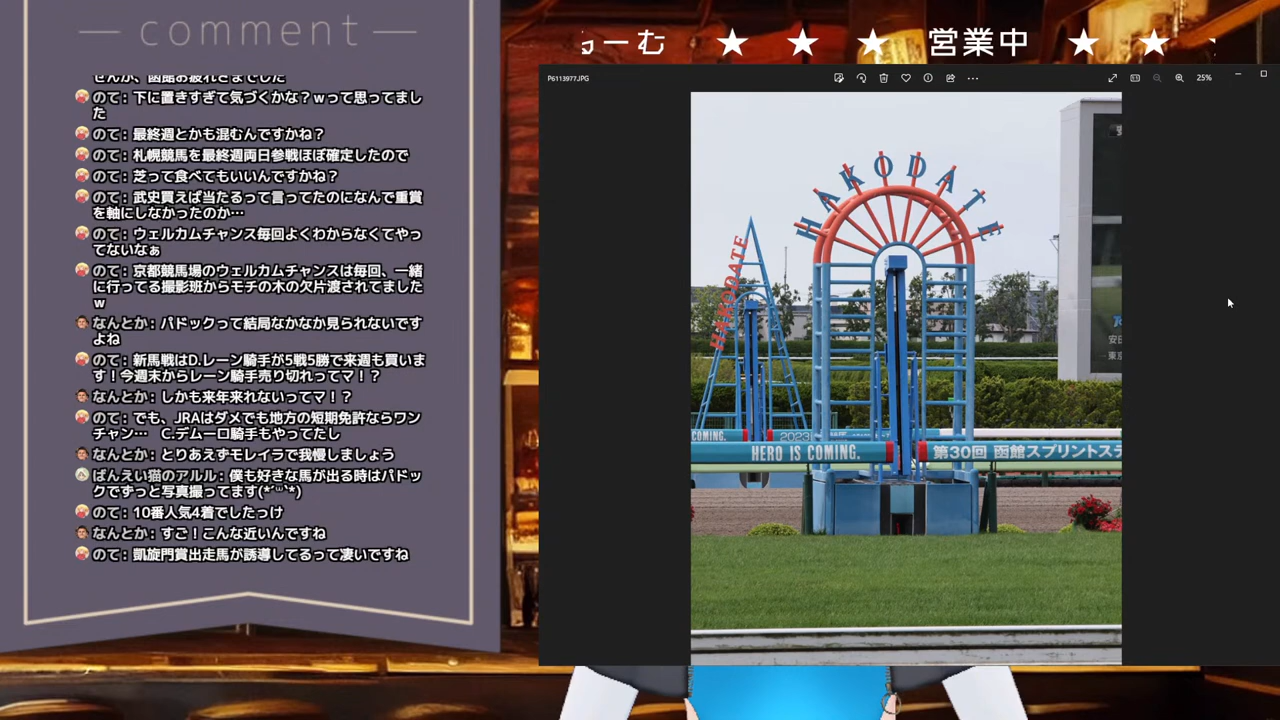 comment
せんが、函館お疲れさまでした
のて: 下に置きすぎて気づくかな？wって思ってまし
た
のて: 最終週とかも混むんですかね？
のて: 札幌競馬を最終週両日参戦ほぼ確定したので
のて: 芝って食べてもいいんですかね？
のて: 武史買えば当たるって言ってたのになんで重賞
を軸にしなかったのか…
のて: ウェルカムチャンス毎回よくわからなくてやっ
てないなぁ
のて: 京都競馬場のウェルカムチャンスは毎回、一緒
に行ってる撮影班からモチの木の欠片渡されてました
w
なんとか: パドックって結局なかなか見られないです
よね
のて: 新馬戦はD.レーン騎手が5戦5勝で来週も買いま
す！今週末からレーン騎手売り切れってマ！？
なんとか: しかも来年来れないってマ！？
のて: でも、JRAはダメでも地方の短期免許ならワン
チャン… C.デムーロ騎手もやってたし
なんとか: とりあえずモレイラで我慢しましょう
ばんえい猫のアルル: 僕も好きな馬が出る時はパドッ
クでずっと写真撮ってます(*´꒳`*)
のて: 10番人気4着でしたっけ
なんとか: すご！こんな近いんですね
のて: 凱旋門賞出走馬が誘導してるって凄いですね
ーむ ★ ★ ★ 営業中 ★ ★
P6113977.JPG
25%
HAKODATE
HAKODATE
安田
東京
COMING.
2023
HERO IS COMING.
第30回 函館スプリントステ